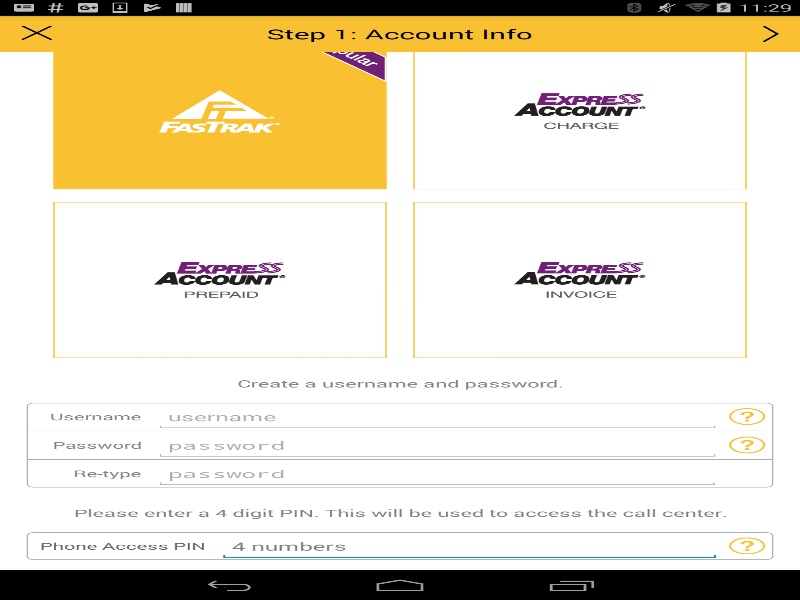 11:29
Step 1: Account Info
FASTRAK
EXPRESS
ACCOUNT
CHARGE
EXPRESS
ACCOUNT
PREPAID
EXPRESS
ACCOUNT
INVOICE
Create a username and password.
Username username
Password password
Re-type password
Please enter a 4 digit PIN. This will be used to access the call center.
Phone Access PIN 4 numbers